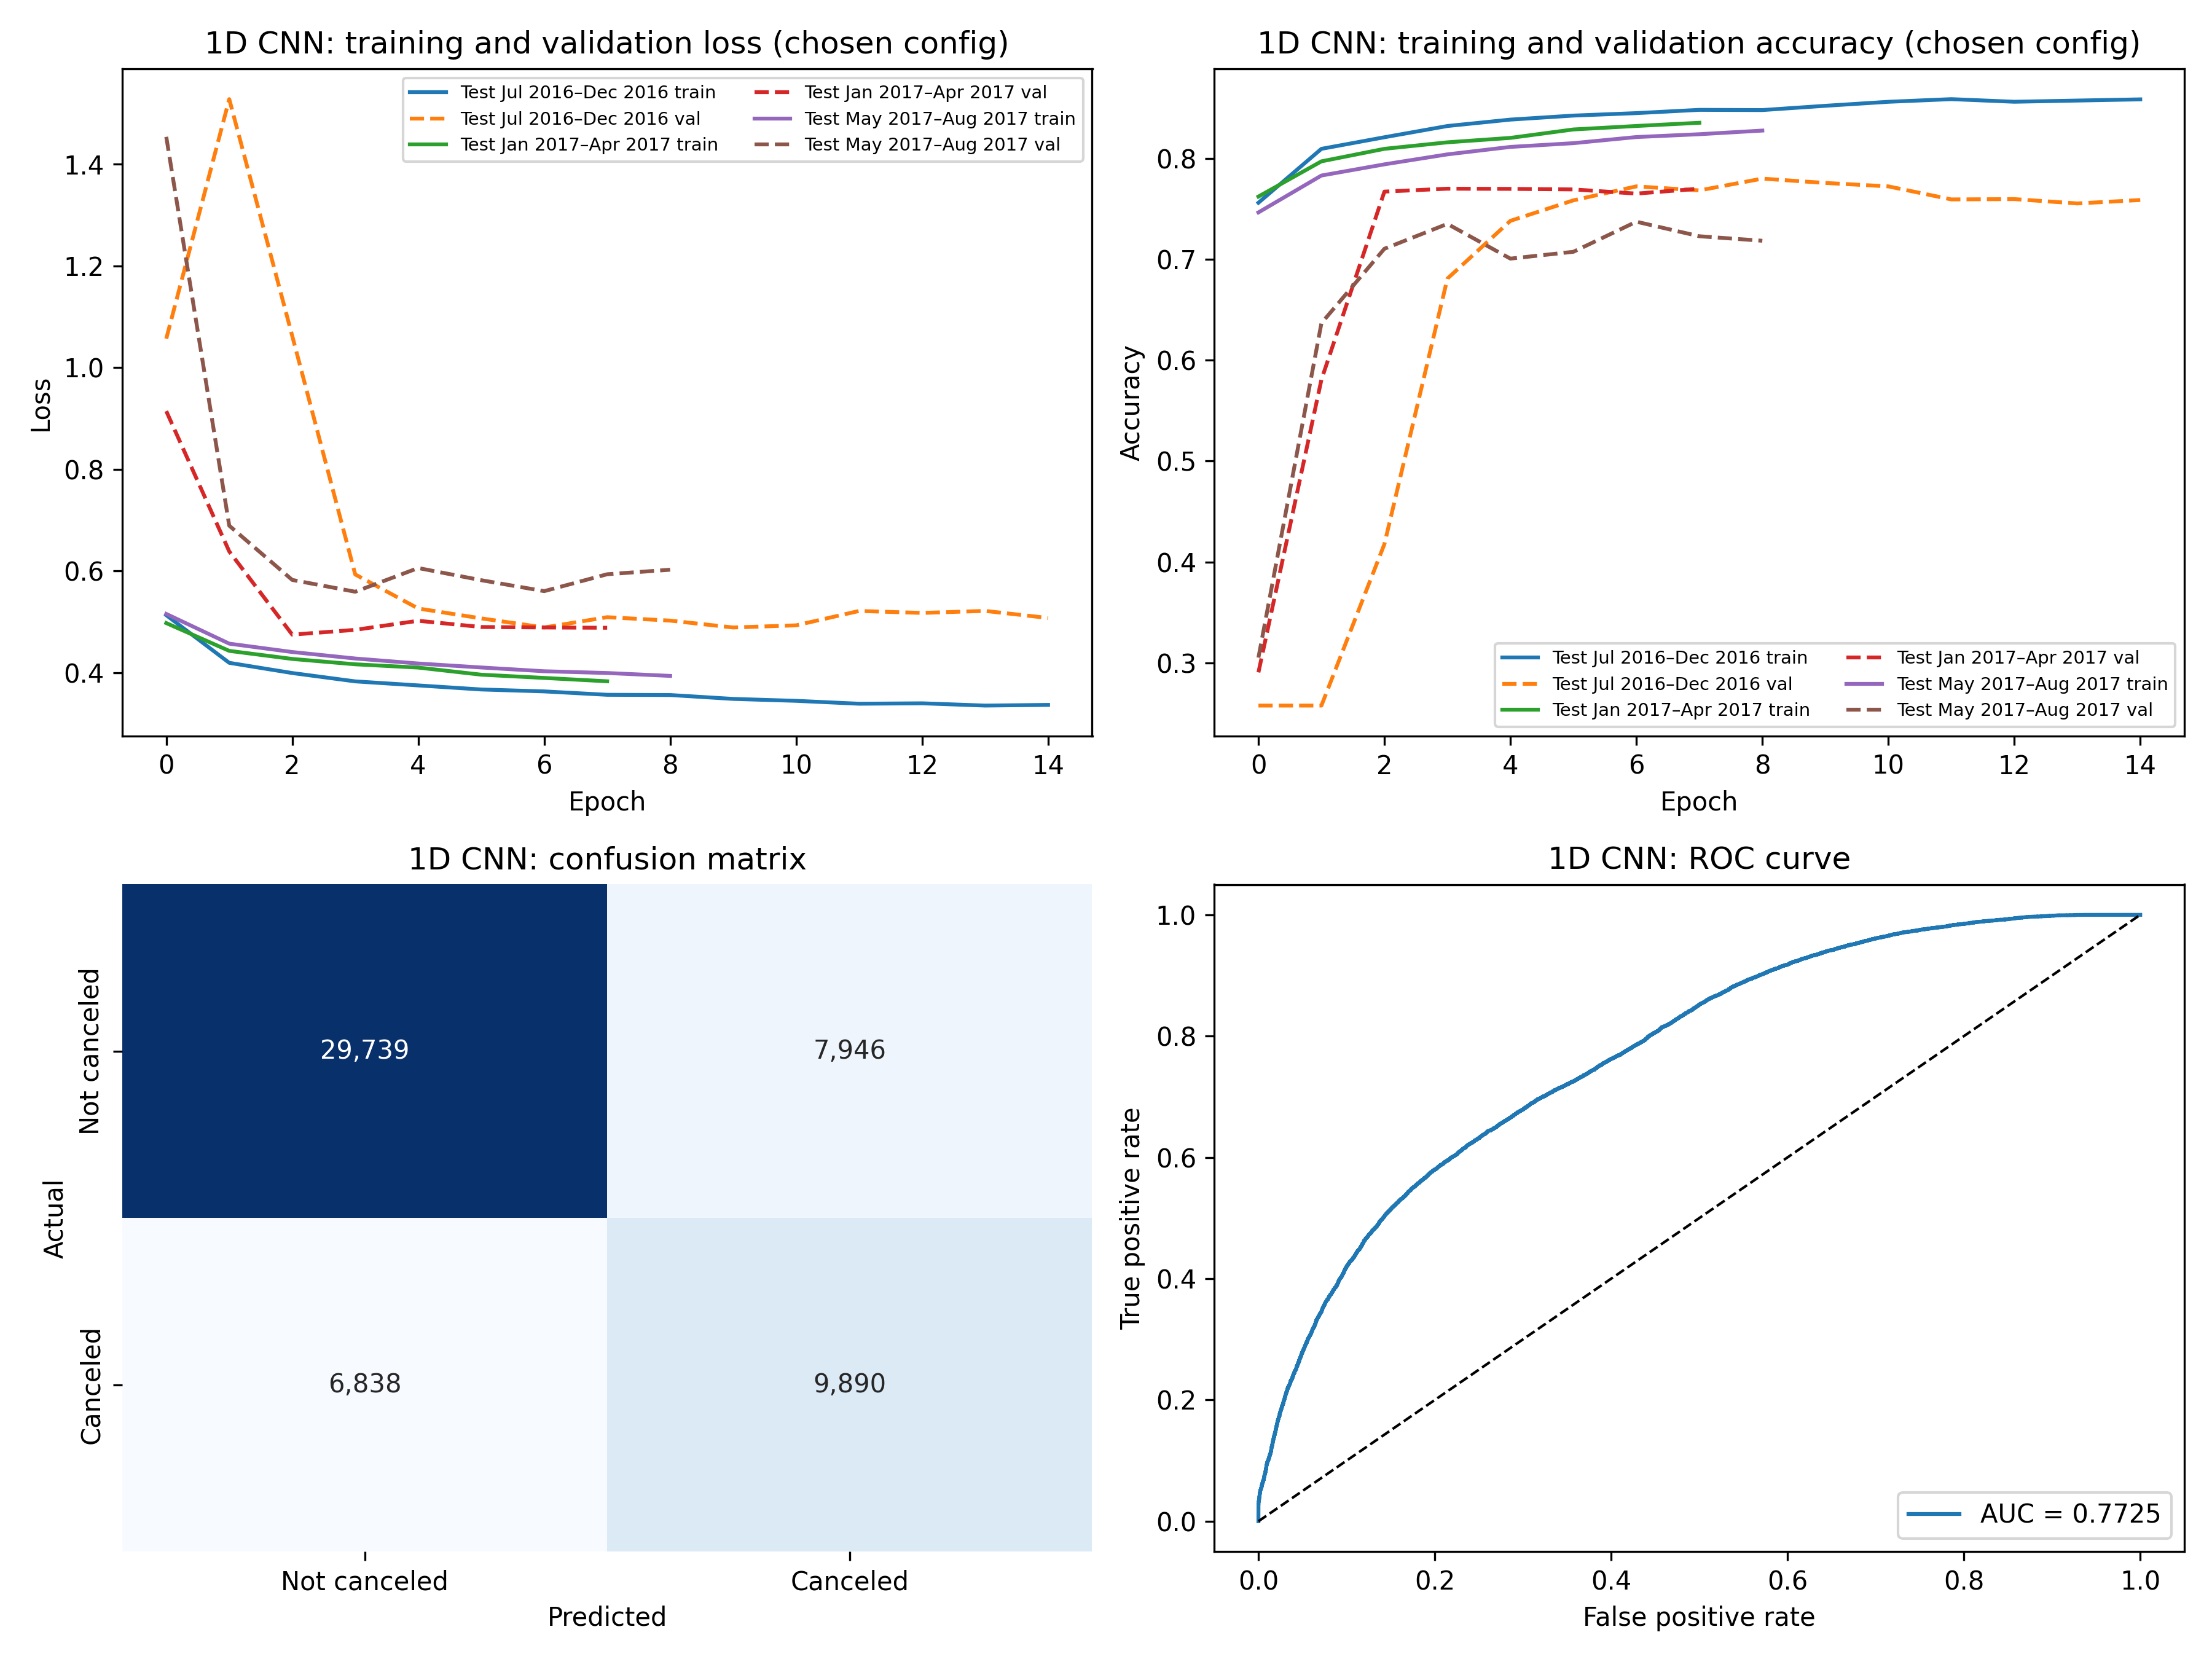 1D CNN: training and validation loss (chosen config)
Loss
1.4
1.2
1.0
0.8
0.6
0.4
Test Jul 2016–Dec 2016 train
Test Jul 2016–Dec 2016 val
Test Jan 2017–Apr 2017 train
Test Jan 2017–Apr 2017 val
Test May 2017–Aug 2017 train
Test May 2017–Aug 2017 val
0 2 4 6 8 10 12 14
Epoch
1D CNN: training and validation accuracy (chosen config)
Accuracy
0.8
0.7
0.6
0.5
0.4
0.3
Test Jul 2016–Dec 2016 train
Test Jul 2016–Dec 2016 val
Test Jan 2017–Apr 2017 train
Test Jan 2017–Apr 2017 val
Test May 2017–Aug 2017 train
Test May 2017–Aug 2017 val
0 2 4 6 8 10 12 14
Epoch
1D CNN: confusion matrix
Actual
Not canceled
Canceled
29,739 7,946
6,838 9,890
Not canceled Canceled
Predicted
1D CNN: ROC curve
True positive rate
1.0
0.8
0.6
0.4
0.2
0.0
AUC = 0.7725
0.0 0.2 0.4 0.6 0.8 1.0
False positive rate